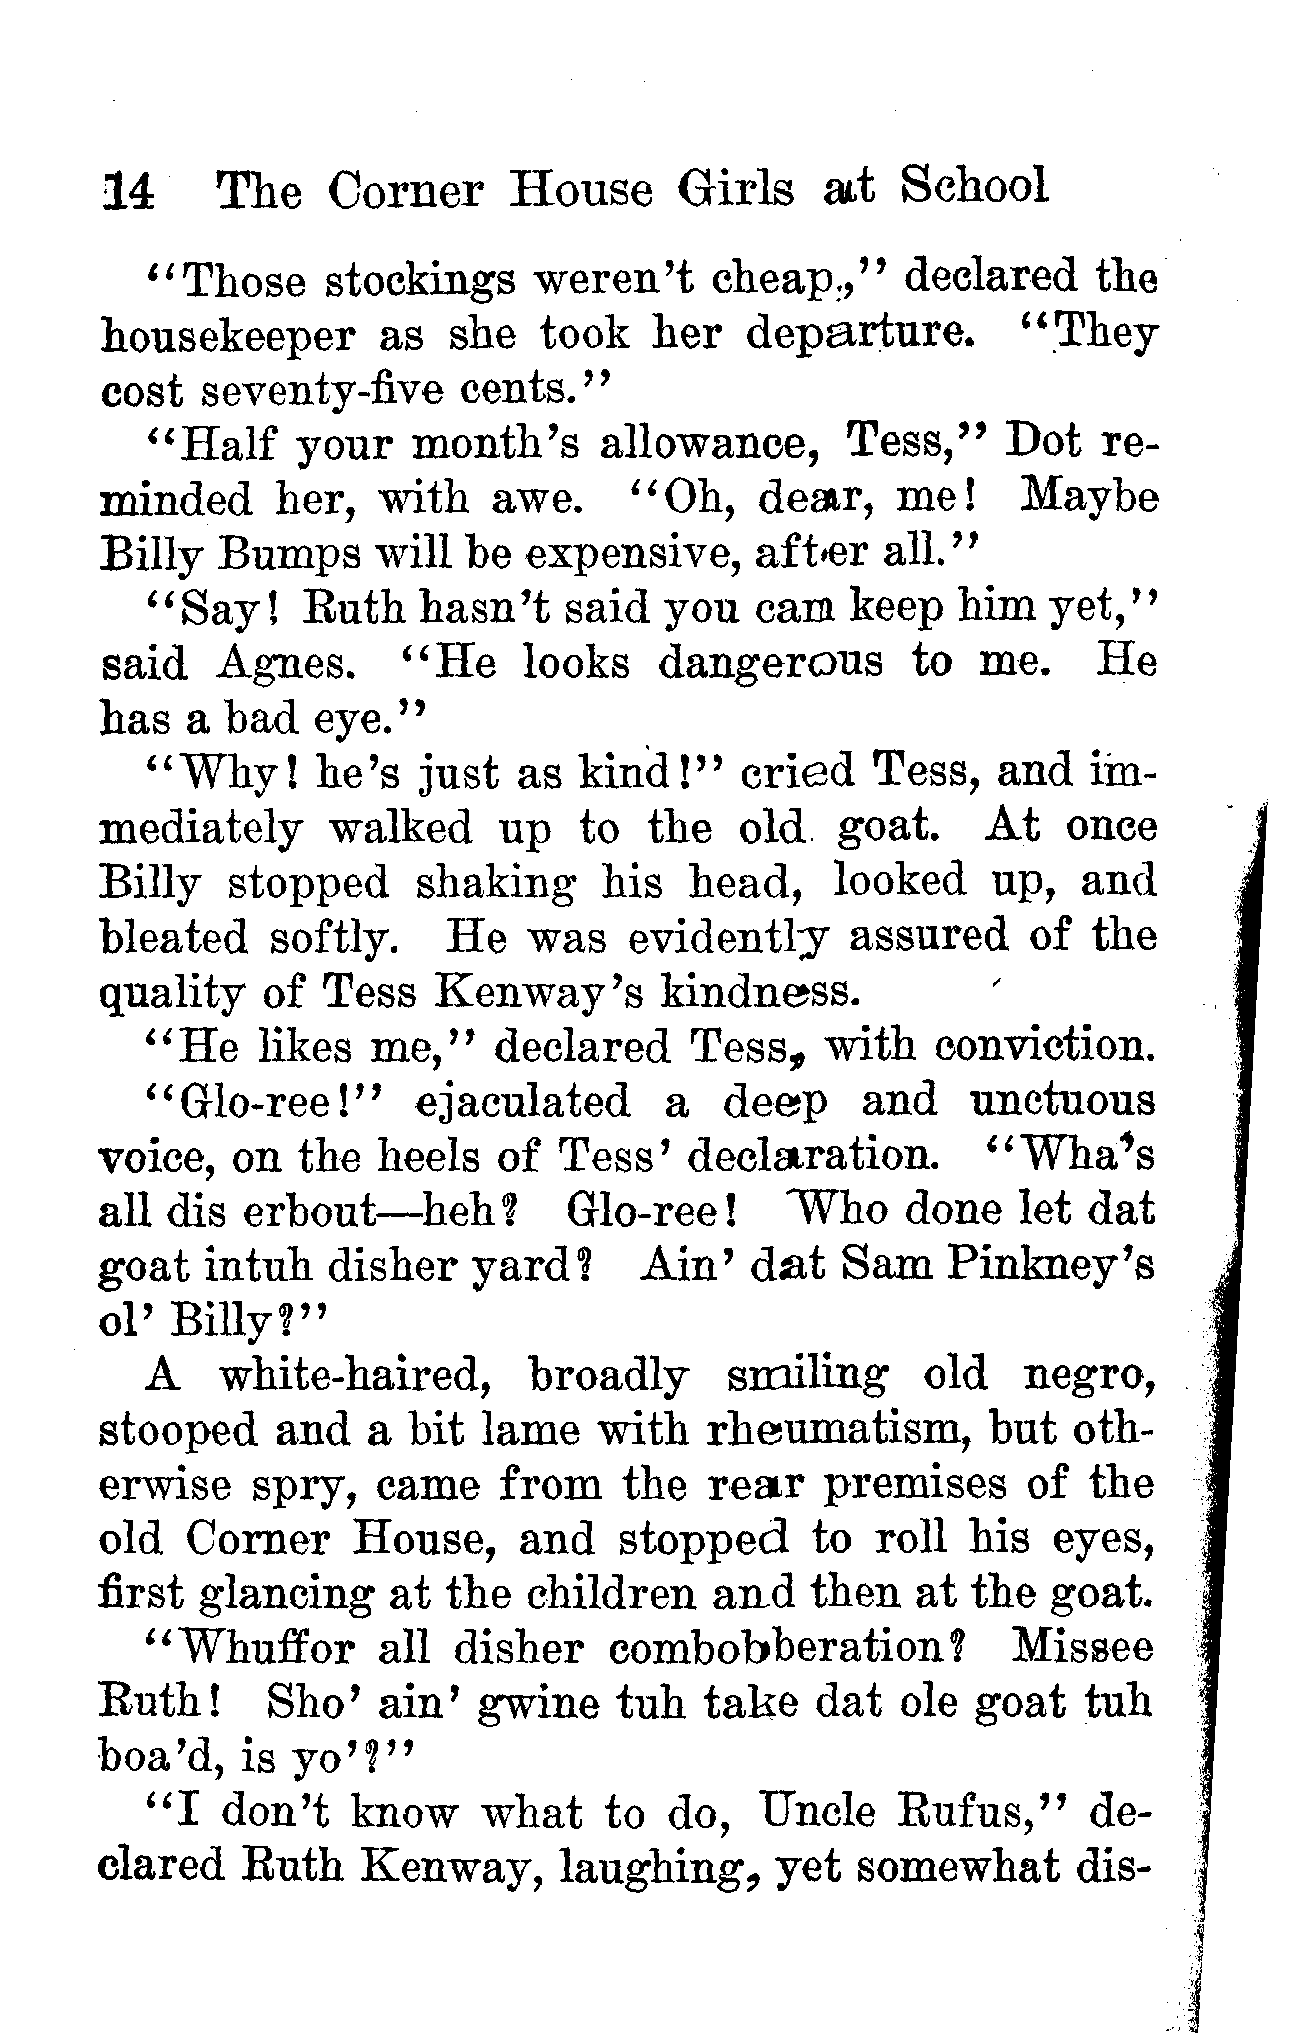 14 The Corner House Girls at School
"Those stockings weren't cheap," declared the
housekeeper as she took her departure. "They
cost seventy-five cents."
"Half your month's allowance, Tess," Dot re-
minded her, with awe. "Oh, dear, me! Maybe
Billy Bumps will be expensive, after all."
"Say! Ruth hasn't said you can keep him yet,"
said Agnes. "He looks dangerous to me. He
has a bad eye."
"Why! he's just as kind!" cried Tess, and im-
mediately walked up to the old goat. At once
Billy stopped shaking his head, looked up, and
bleated softly. He was evidently assured of the
quality of Tess Kenway's kindness.
"He likes me," declared Tess, with conviction.
"Glo-ree!" ejaculated a deep and unctuous
voice, on the heels of Tess' declaration. "Wha's
all dis erbout—heh? Glo-ree! Who done let dat
goat intuh disher yard? Ain' dat Sam Pinkney's
ol' Billy?"
A white-haired, broadly smiling old negro,
stooped and a bit lame with rheumatism, but oth-
erwise spry, came from the rear premises of the
old Corner House, and stopped to roll his eyes,
first glancing at the children and then at the goat.
"Whuffor all disher combobberation? Missee
Ruth! Sho' ain' gwine tuh take dat ole goat tuh
boa'd, is yo'?"
"I don't know what to do, Uncle Rufus," de-
clared Ruth Kenway, laughing, yet somewhat dis-